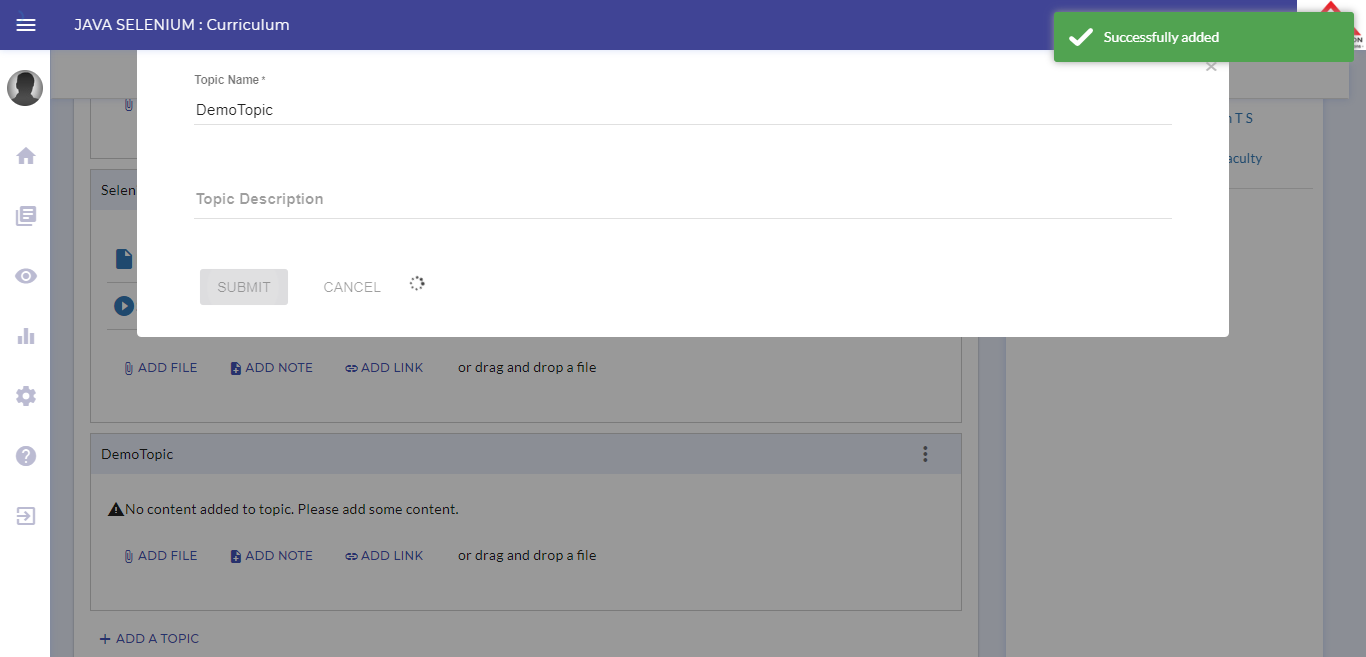 JAVA SELENIUM : Curriculum
Successfully added
Topic Name *
DemoTopic
Topic Description
SUBMIT CANCEL
T S
Selen
ADD FILE ADD NOTE ADD LINK or drag and drop a file
DemoTopic
No content added to topic. Please add some content.
ADD FILE ADD NOTE ADD LINK or drag and drop a file
+ ADD A TOPIC